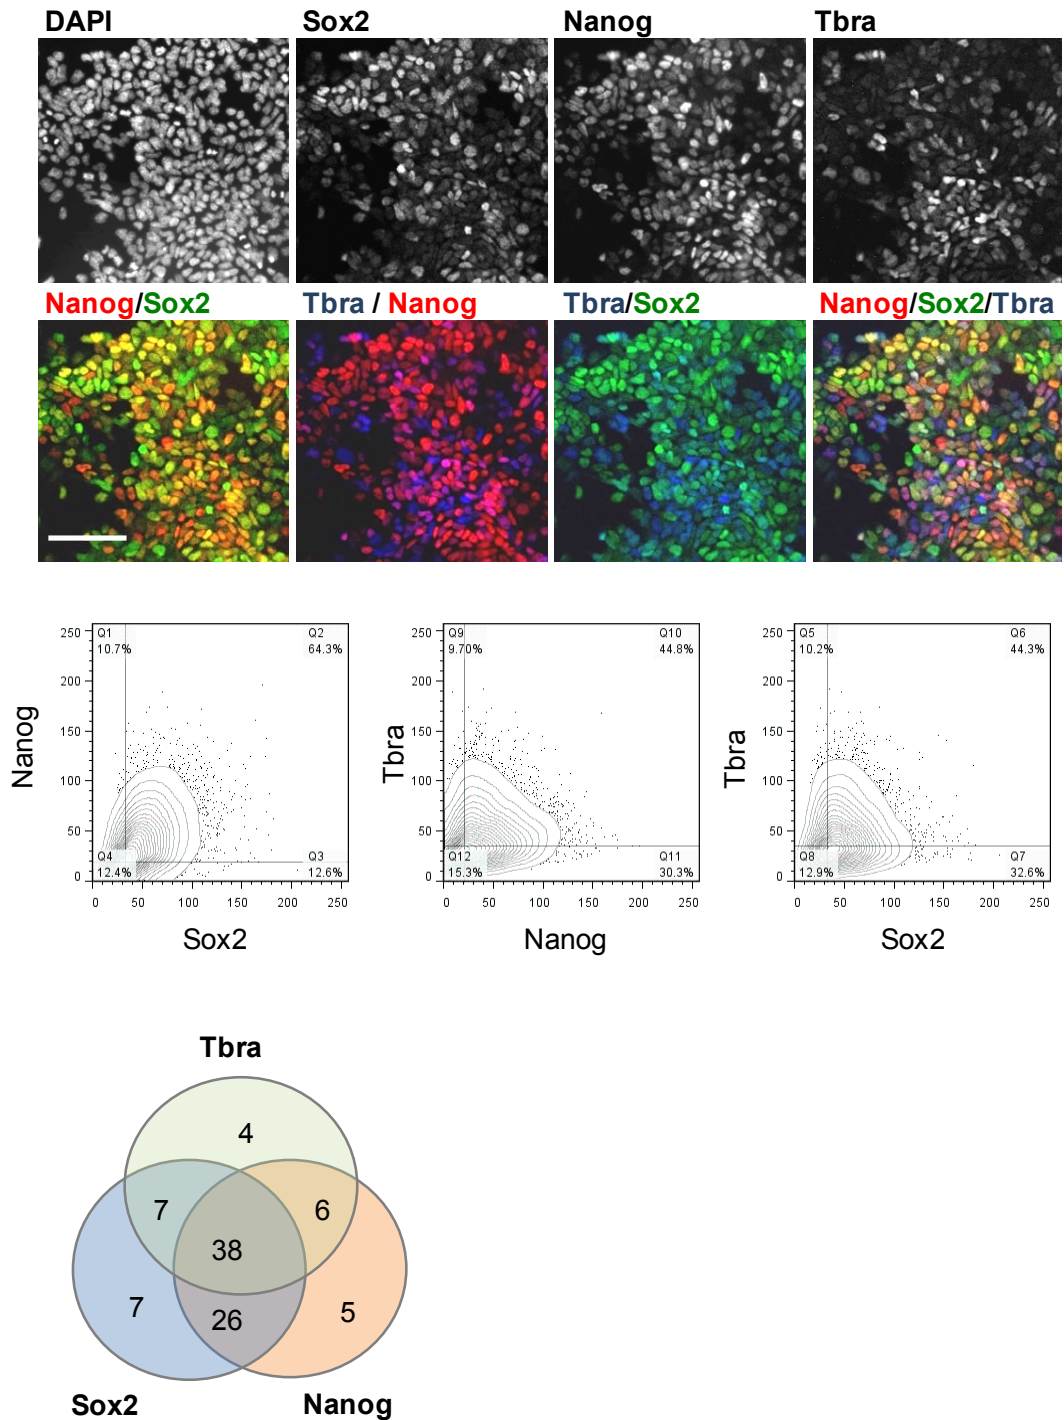 DAPI Sox2 Nanog Tbra
Nanog/Sox2 Tbra / Nanog Tbra/Sox2 Nanog/Sox2/Tbra
Nanog
250
200
150
100
50
0
Q1
10.7%
Q2
64.3%
Q4
12.4%
Q3
12.6%
0 50 100 150 200 250
Sox2
Tbra
250
200
150
100
50
0
Q9
9.70%
Q10
44.8%
Q12
15.3%
Q11
30.3%
0 50 100 150 200 250
Nanog
Tbra
250
200
150
100
50
0
Q5
10.2%
Q6
44.3%
Q8
12.9%
Q7
32.6%
0 50 100 150 200 250
Sox2
Tbra
4
7 6
38
7 26 5
Sox2 Nanog